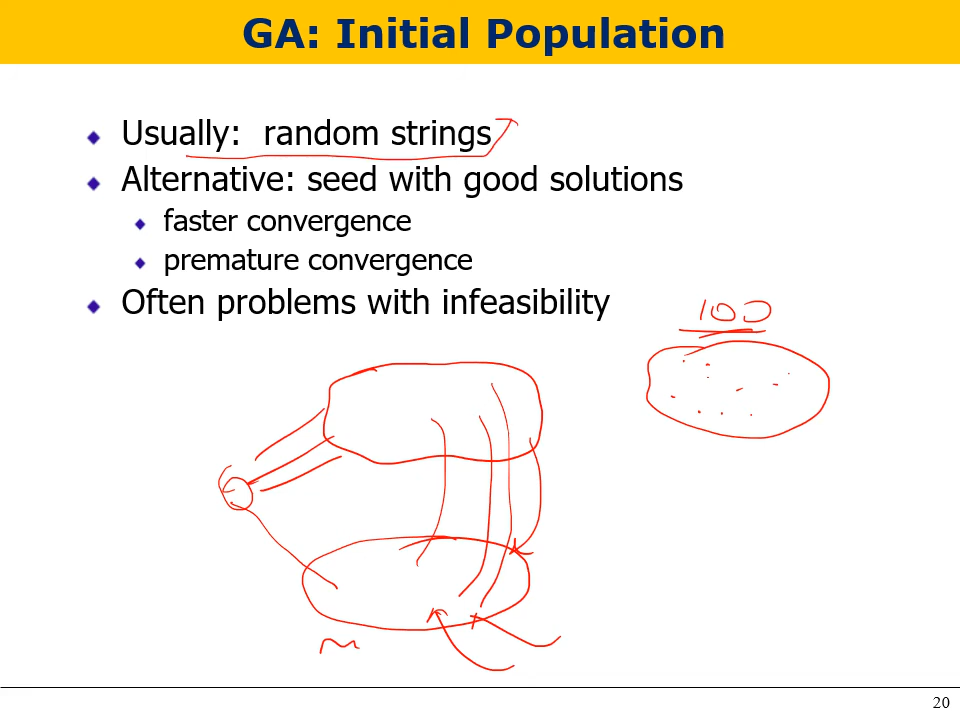 GA: Initial Population
Usually: random strings
Alternative: seed with good solutions
faster convergence
premature convergence
Often problems with infeasibility
100
20